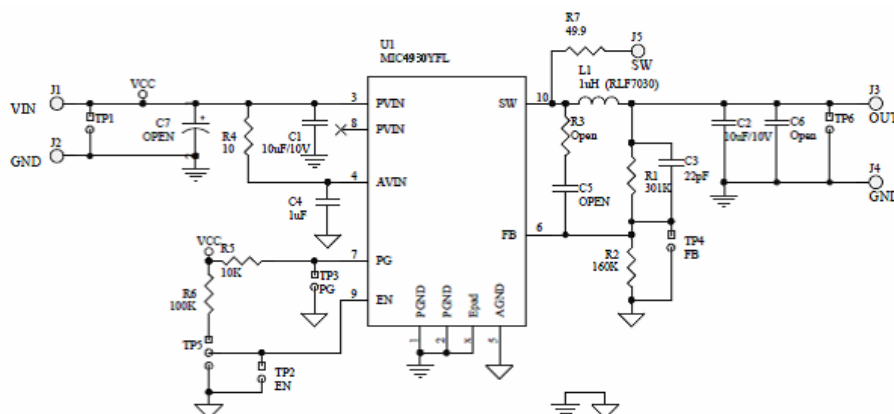 R7
49.9
J5
SW
U1
MIC4930YFL
L1
1uH (RLF7030)
J1
VIN
VCC
TP1
C7
OPEN
+
R4
10
C1
10uF/10V
3
PVIN
8
PVIN
SW
10
R3
Open
C2
10uF/10V
C6
Open
TP6
J3
OUT
J2
GND
4
AVIN
C4
1uF
C5
OPEN
R1
301K
C3
22pF
J4
GND
VCC
R5
10K
7
PG
TP3
PG
FB
6
R2
160K
TP4
FB
R6
100K
9
EN
TP5
TP2
EN
PGND
PGND
Epad
AGND
1
2
x
5